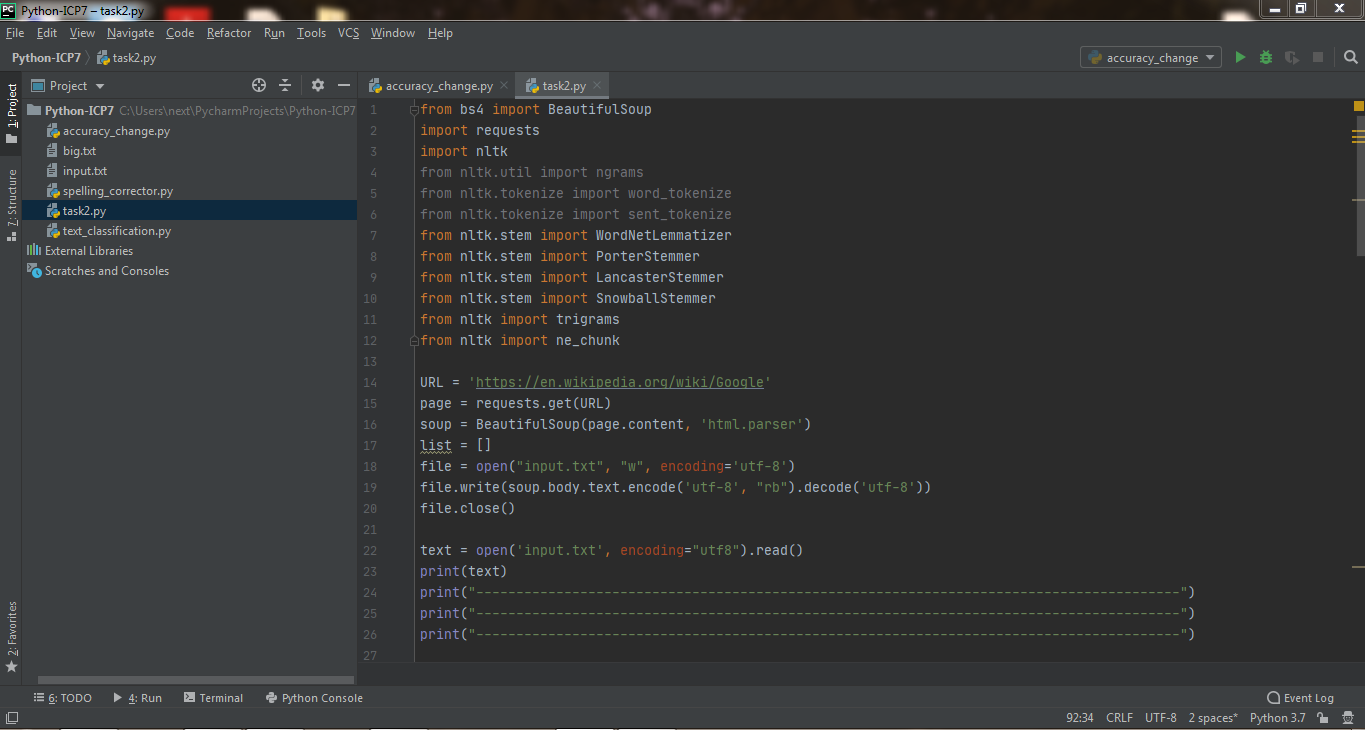 PC Python-ICP7 – task2.py
File Edit View Navigate Code Refactor Run Tools VCS Window Help
Python-ICP7 task2.py accuracy_change
1: Project
7: Structure
2: Favorites
Project
Python-ICP7 C:\Users\next\PycharmProjects\Python-ICP7
accuracy_change.py
big.txt
input.txt
spelling_corrector.py
task2.py
text_classification.py
External Libraries
Scratches and Consoles
accuracy_change.py task2.py
1 from bs4 import BeautifulSoup
2 import requests
3 import nltk
4 from nltk.util import ngrams
5 from nltk.tokenize import word_tokenize
6 from nltk.tokenize import sent_tokenize
7 from nltk.stem import WordNetLemmatizer
8 from nltk.stem import PorterStemmer
9 from nltk.stem import LancasterStemmer
10 from nltk.stem import SnowballStemmer
11 from nltk import trigrams
12 from nltk import ne_chunk
13
14 URL = 'https://en.wikipedia.org/wiki/Google'
15 page = requests.get(URL)
16 soup = BeautifulSoup(page.content, 'html.parser')
17 list = []
18 file = open("input.txt", "w", encoding='utf-8')
19 file.write(soup.body.text.encode('utf-8', "rb").decode('utf-8'))
20 file.close()
21
22 text = open('input.txt', encoding="utf8").read()
23 print(text)
24 print("----------------------------------------------------------------------------------------")
25 print("----------------------------------------------------------------------------------------")
26 print("----------------------------------------------------------------------------------------")
27
6: TODO 4: Run Terminal Python Console Event Log
92:34 CRLF UTF-8 2 spaces* Python 3.7